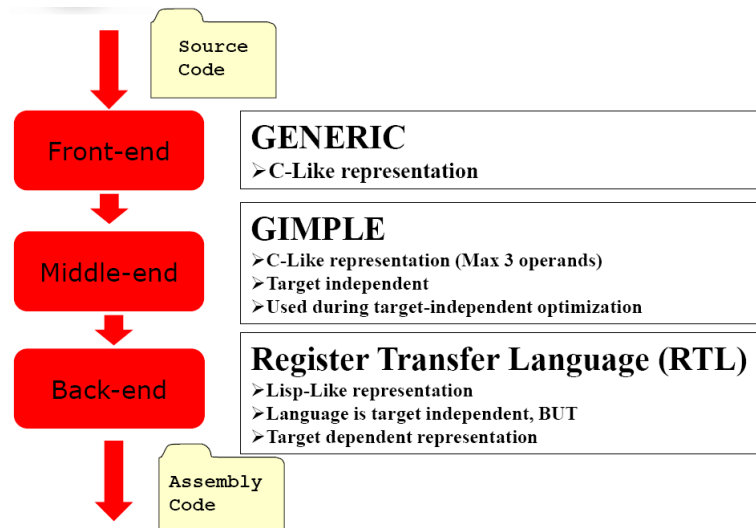 Source
Code
Front-end
GENERIC
➢C-Like representation
Middle-end
GIMPLE
➢C-Like representation (Max 3 operands)
➢Target independent
➢Used during target-independent optimization
Back-end
Register Transfer Language (RTL)
➢Lisp-Like representation
➢Language is target independent, BUT
➢Target dependent representation
Assembly
Code